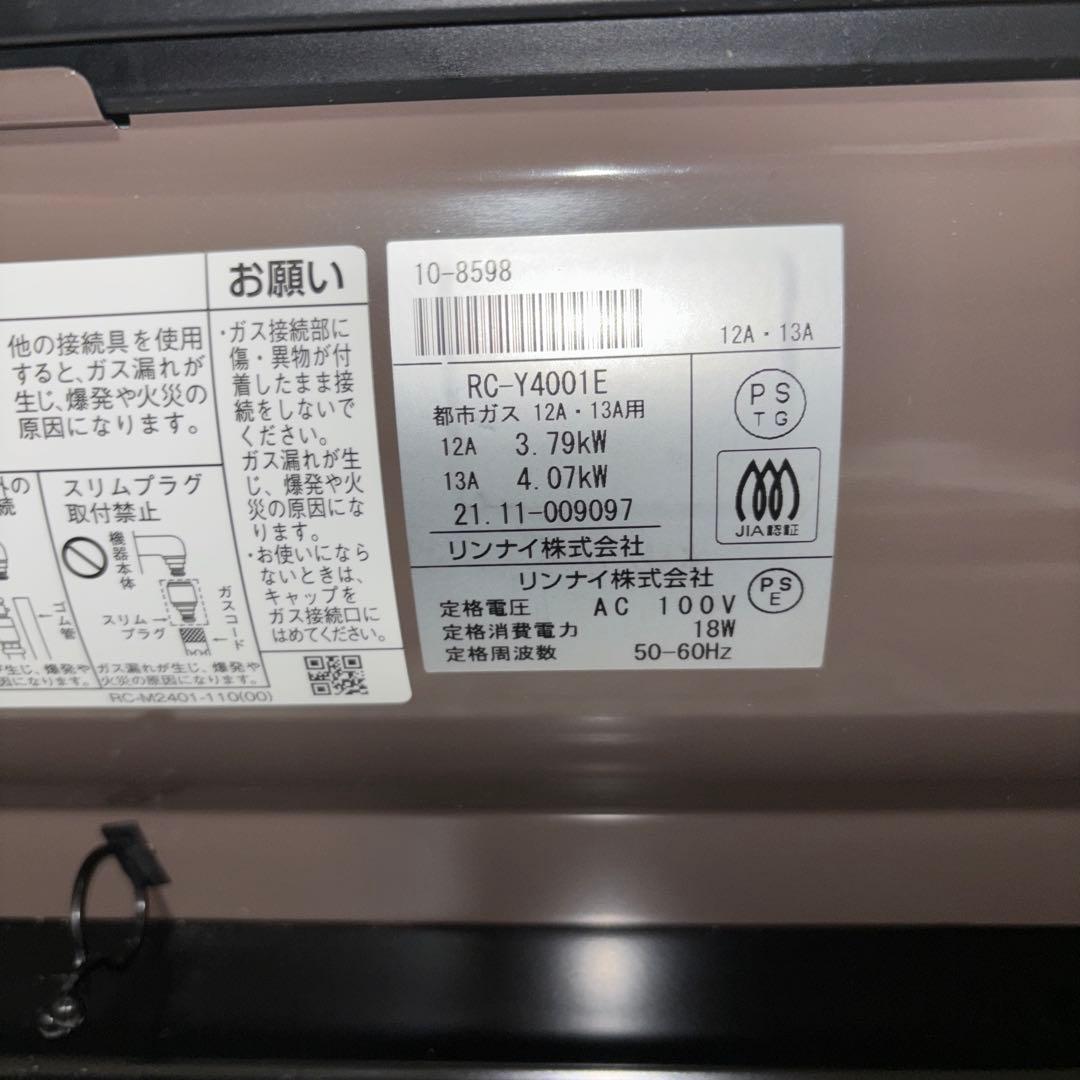 他の接続具を使用
すると、ガス漏れが
生じ、爆発や火災の
原因になります。
スリムプラグ
取付禁止
機器本体
スリム
プラグ
ガスコード
ゴム管
ガス漏れが生じ、爆発や
火災の原因になります。
お願い
・ガス接続部に
傷・異物が付
着したまま接
続をしないで
ください。
ガス漏れが生
じ、爆発や火
災の原因にな
ります。
・お使いになら
ないときは、
キャップを
ガス接続口に
はめてください。
RC-M2401-110(00)
10-8598
12A・13A
RC-Y4001E
都市ガス 12A・13A用
12A 3.79kW
13A 4.07kW
21.11-009097
リンナイ株式会社
PS
TG
JIA認証
リンナイ株式会社
PS
E
定格電圧 AC 100V
定格消費電力 18W
定格周波数 50-60Hz